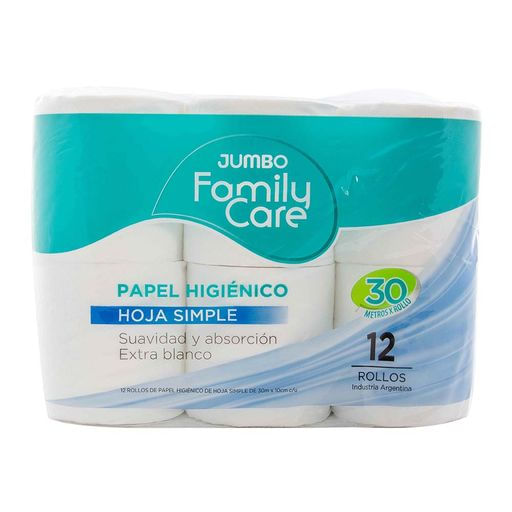 JUMBO
Family
Care
PAPEL HIGIÉNICO
HOJA SIMPLE
Suavidad y absorción
Extra blanco
12 ROLLOS DE PAPEL HIGIÉNICO DE HOJA SIMPLE DE 30m x 10cm c/u
30
METROS X ROLLO
12
ROLLOS
Industria Argentina